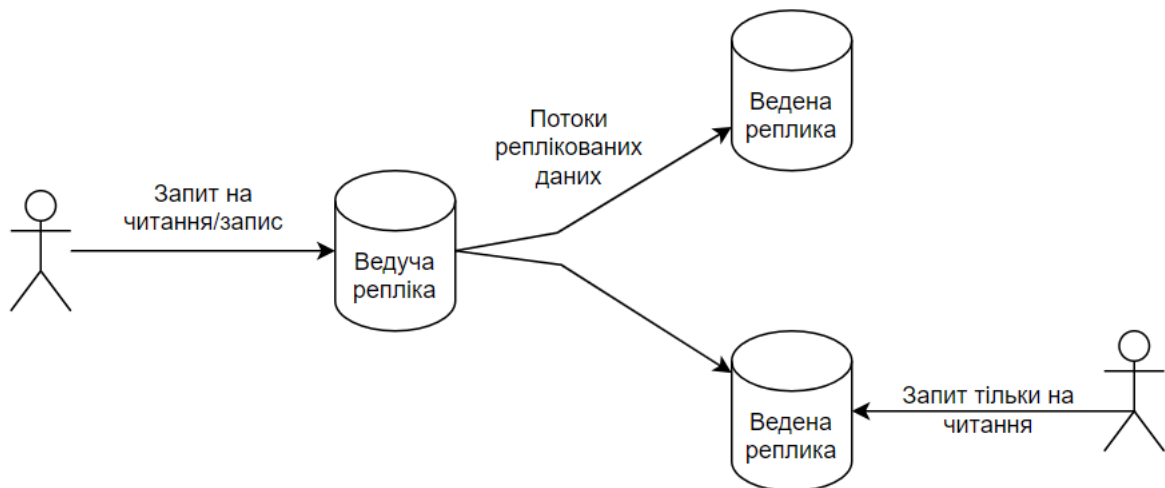 Запит на
читання/запис
Ведуча
репліка
Потоки
реплікованих
даних
Ведена
реплика
Ведена
реплика
Запит тільки на
читання